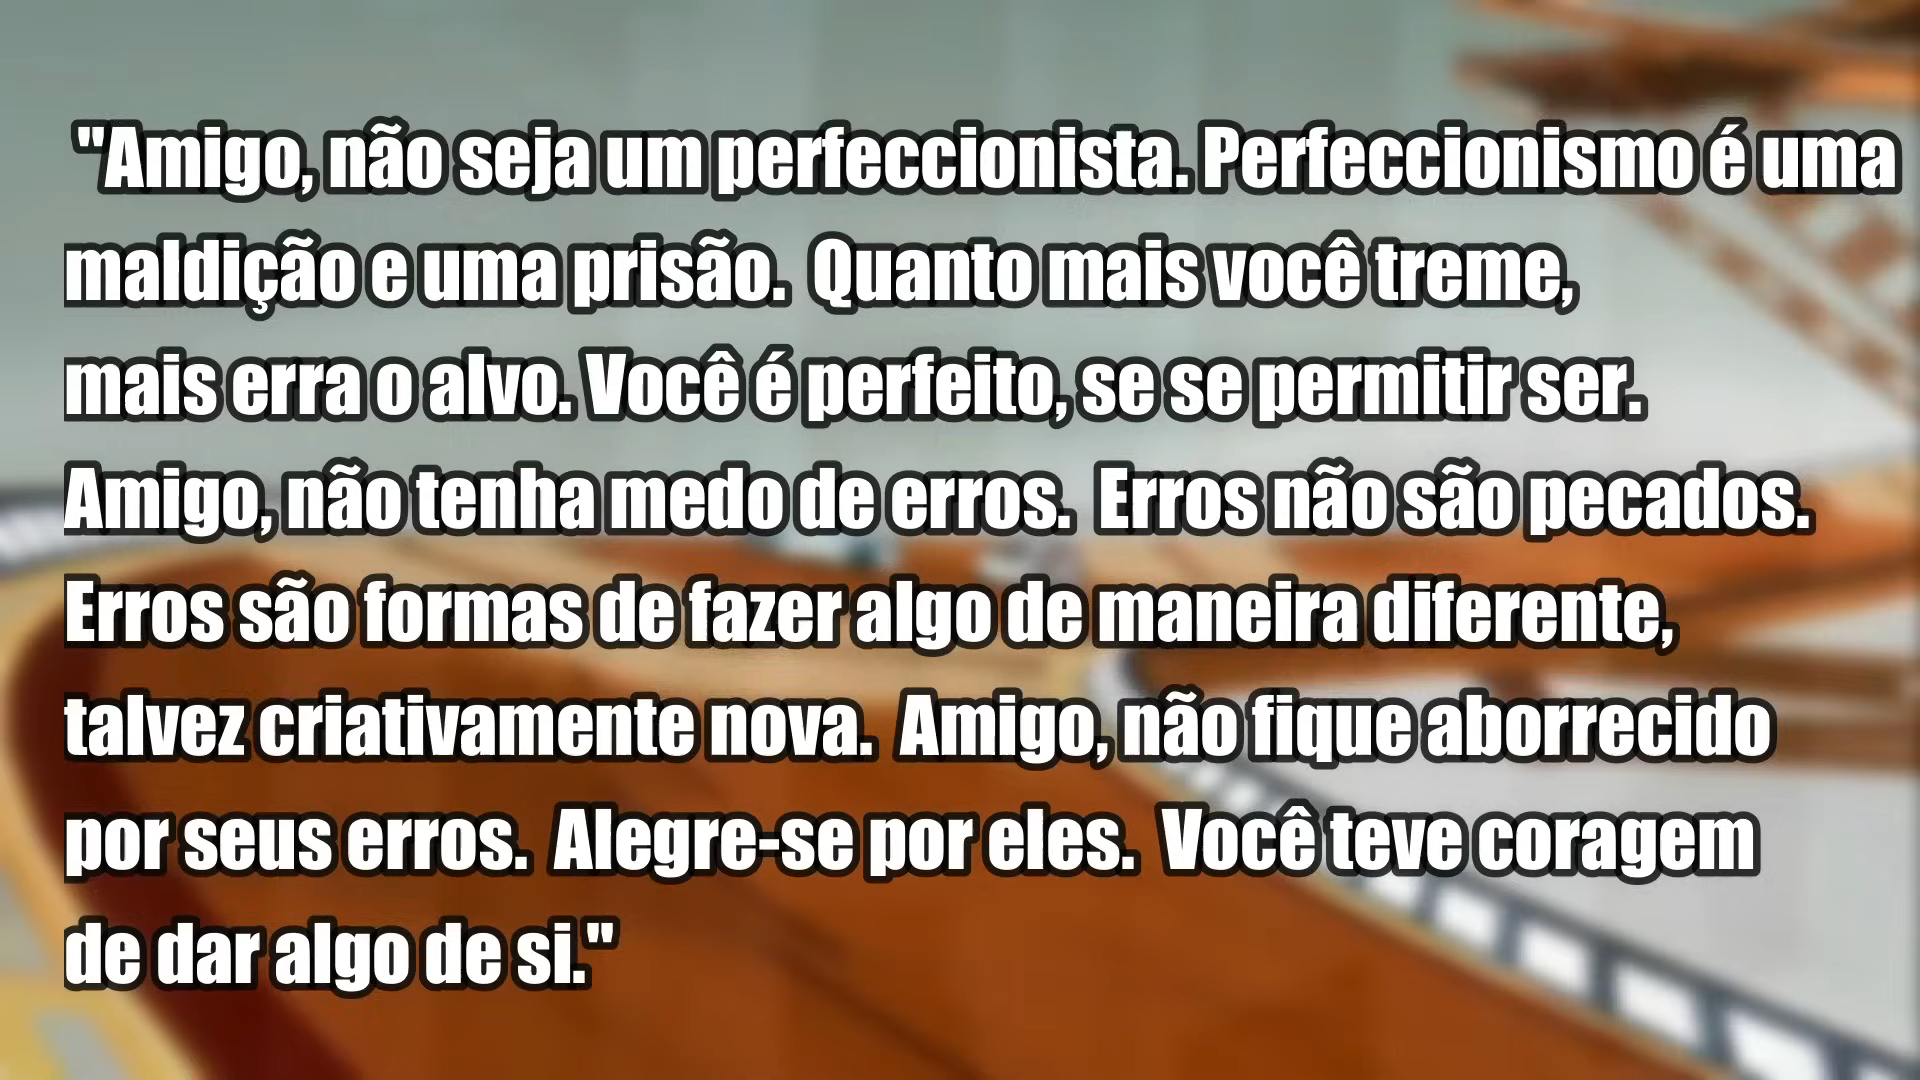 "Amigo, não seja um perfeccionista. Perfeccionismo é uma
maldição e uma prisão. Quanto mais você treme,
mais erra o alvo. Você é perfeito, se se permitir ser.
Amigo, não tenha medo de erros. Erros não são pecados.
Erros são formas de fazer algo de maneira diferente,
talvez criativamente nova. Amigo, não fique aborrecido
por seus erros. Alegre-se por eles. Você teve coragem
de dar algo de si."